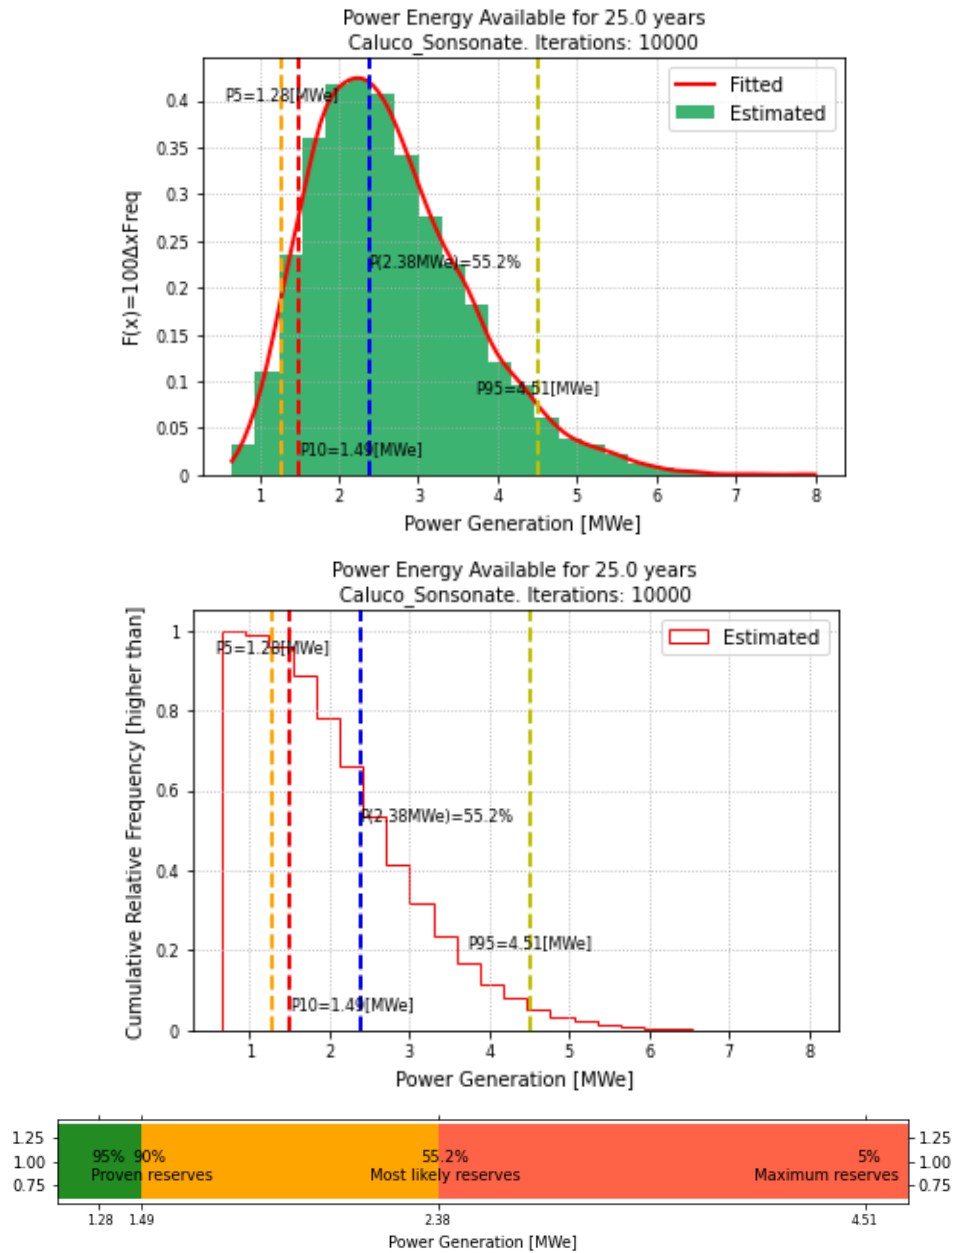 Power Energy Available for 25.0 years
Caluco_Sonsonate. Iterations: 10000
Fitted
Estimated
F(x)=100ΔxFreq
0.4
0.35
0.3
0.25
0.2
0.15
0.1
0.05
0
P5=1.28[MWe]
P(2.38MWe)=55.2%
P95=4.51[MWe]
P10=1.49[MWe]
1 2 3 4 5 6 7 8
Power Generation [MWe]
Power Energy Available for 25.0 years
Caluco_Sonsonate. Iterations: 10000
Estimated
Cumulative Relative Frequency [higher than]
1
0.8
0.6
0.4
0.2
0
P5=1.28[MWe]
P(2.38MWe)=55.2%
P95=4.51[MWe]
P10=1.49[MWe]
1 2 3 4 5 6 7 8
Power Generation [MWe]
1.25 1.25
95% 90% 55.2% 5%
1.00 1.00
Proven reserves Most likely reserves Maximum reserves
0.75 0.75
1.28 1.49 2.38 4.51
Power Generation [MWe]